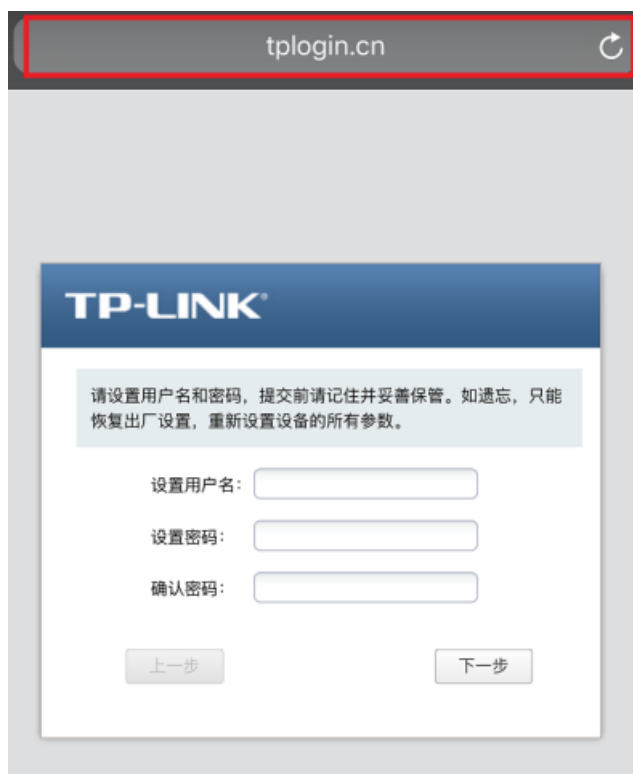 tplogin.cn
TP-LINK®
请设置用户名和密码，提交前请记住并妥善保管。如遗忘，只能
恢复出厂设置，重新设置设备的所有参数。
设置用户名：
设置密码：
确认密码：
上一步 下一步